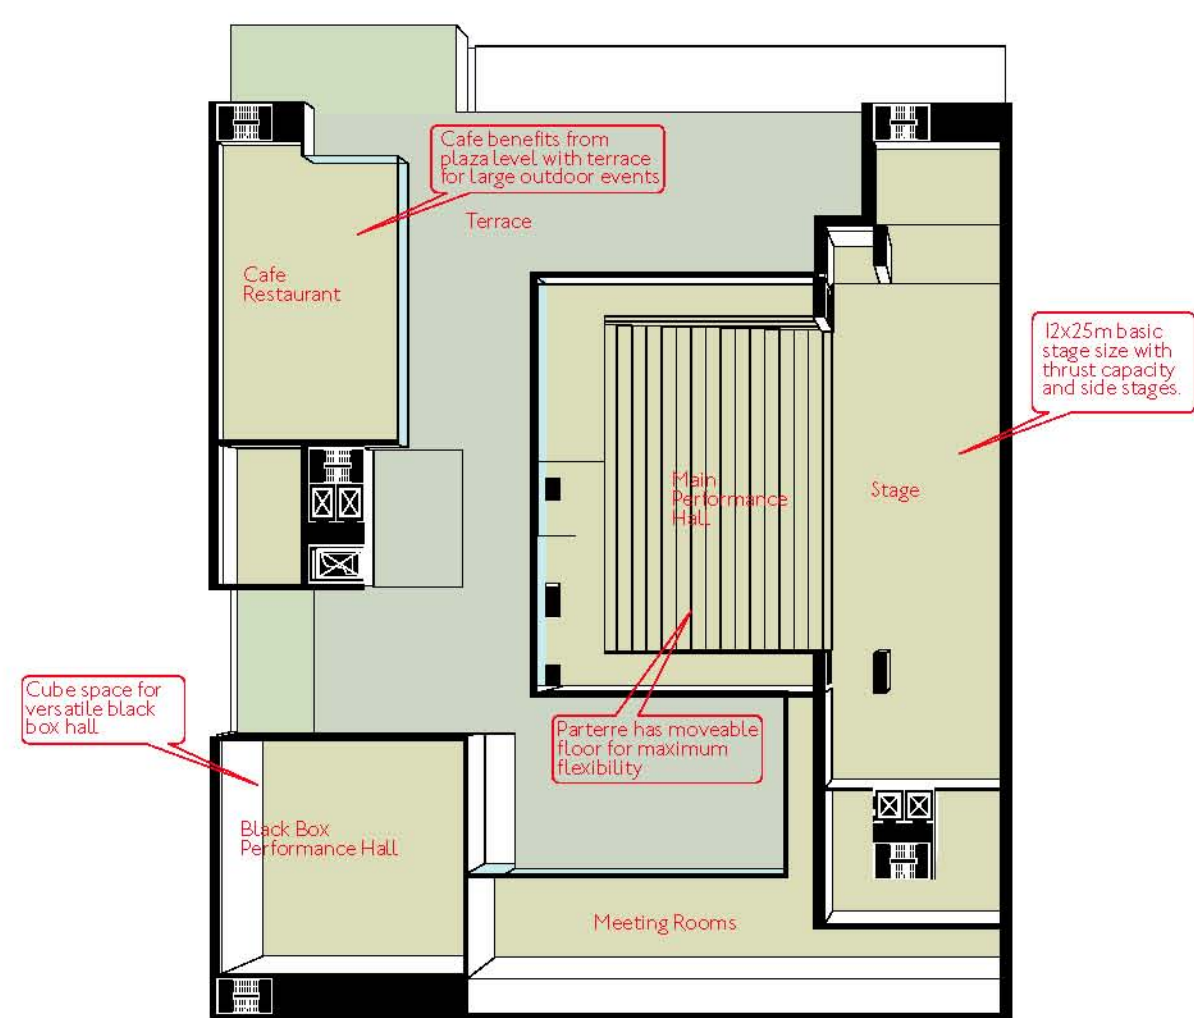 Cafe benefits from
plaza level with terrace
for large outdoor events
Terrace
Cafe
Restaurant
12x25m basic
stage size with
thrust capacity
and side stages.
Main
Performance
Hall
Stage
Cube space for
versatile black
box hall
Parterre has moveable
floor for maximum
flexibility
Black Box
Performance Hall
Meeting Rooms